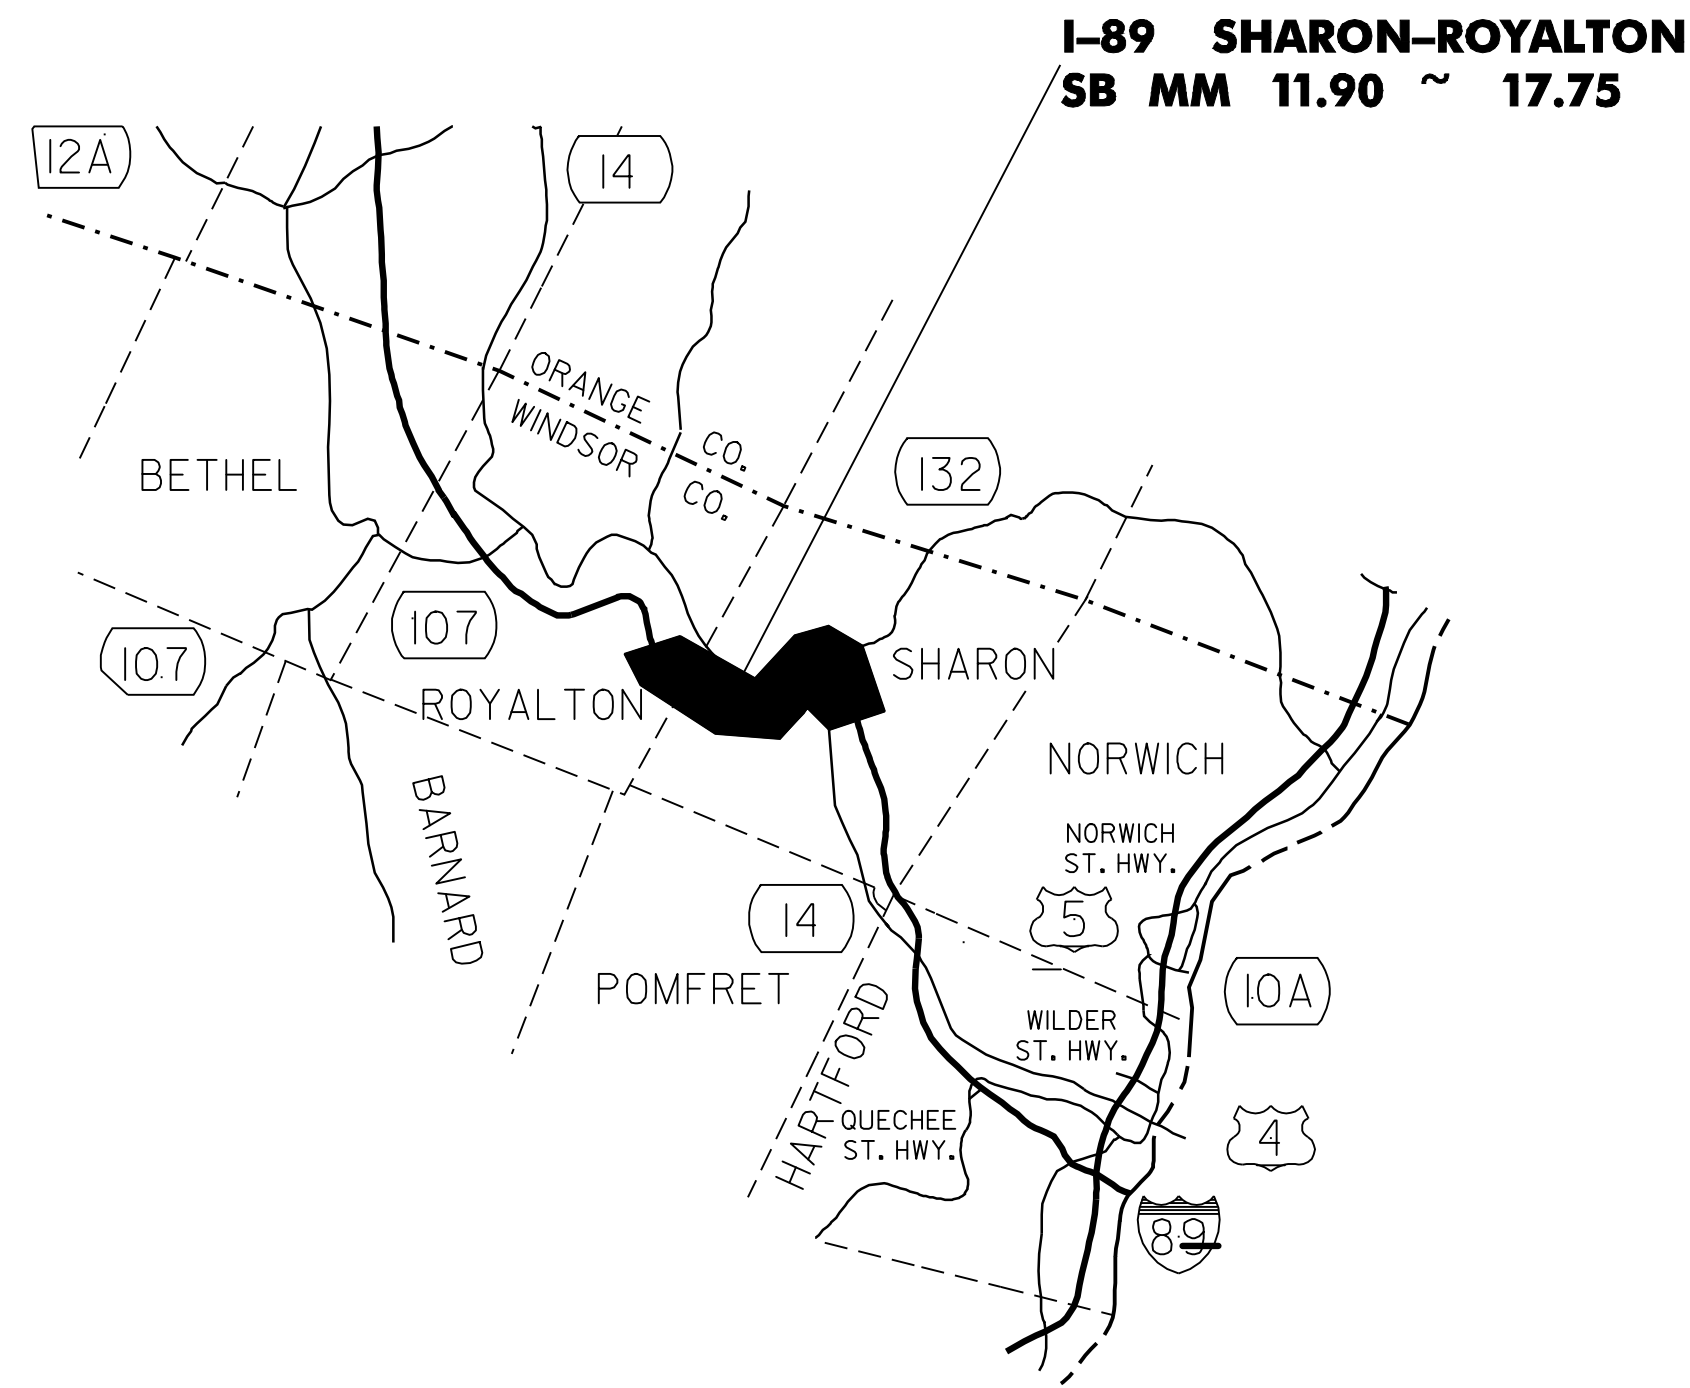 I-89 SHARON-ROYALTON
SB MM 11.90 ~ 17.75
12A
14
ORANGE CO.
WINDSOR CO.
BETHEL
132
107
107
SHARON
ROYALTON
NORWICH
BARNARD
NORWICH
ST. HWY.
14
5
POMFRET
10A
HARTFORD
WILDER
ST. HWY.
QUECHEE
ST. HWY.
4
89